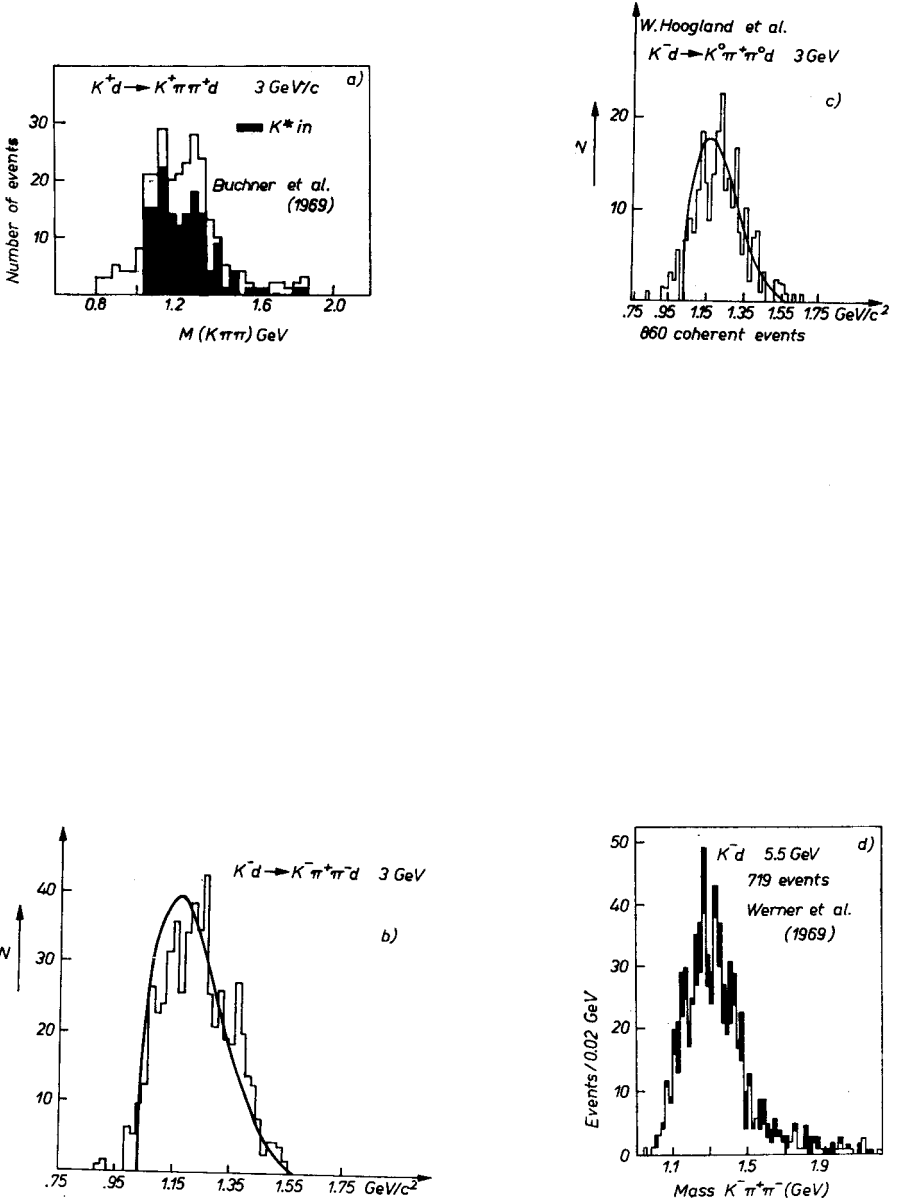 K⁺d → K⁺ππ⁺d 3 GeV/c a)
K* in
Buchner et al.
(1969)
Number of events
30
20
10
0.8 1.2 1.6 2.0
M (Kππ) GeV
W. Hoogland et al.
K⁻d → K⁰π⁺π⁰d 3 GeV
c)
N
20
10
.75 .95 1.15 1.35 1.55 1.75 GeV/c²
860 coherent events
K⁻d → K⁻π⁺π⁻d 3 GeV
b)
N
40
30
20
10
.75 .95 1.15 1.35 1.55 1.75 GeV/c²
K⁻d 5.5 GeV d)
719 events
Werner et al.
(1969)
Events/0.02 GeV
50
40
30
20
10
0
1.1 1.5 1.9
Mass K⁻π⁺π⁻ (GeV)